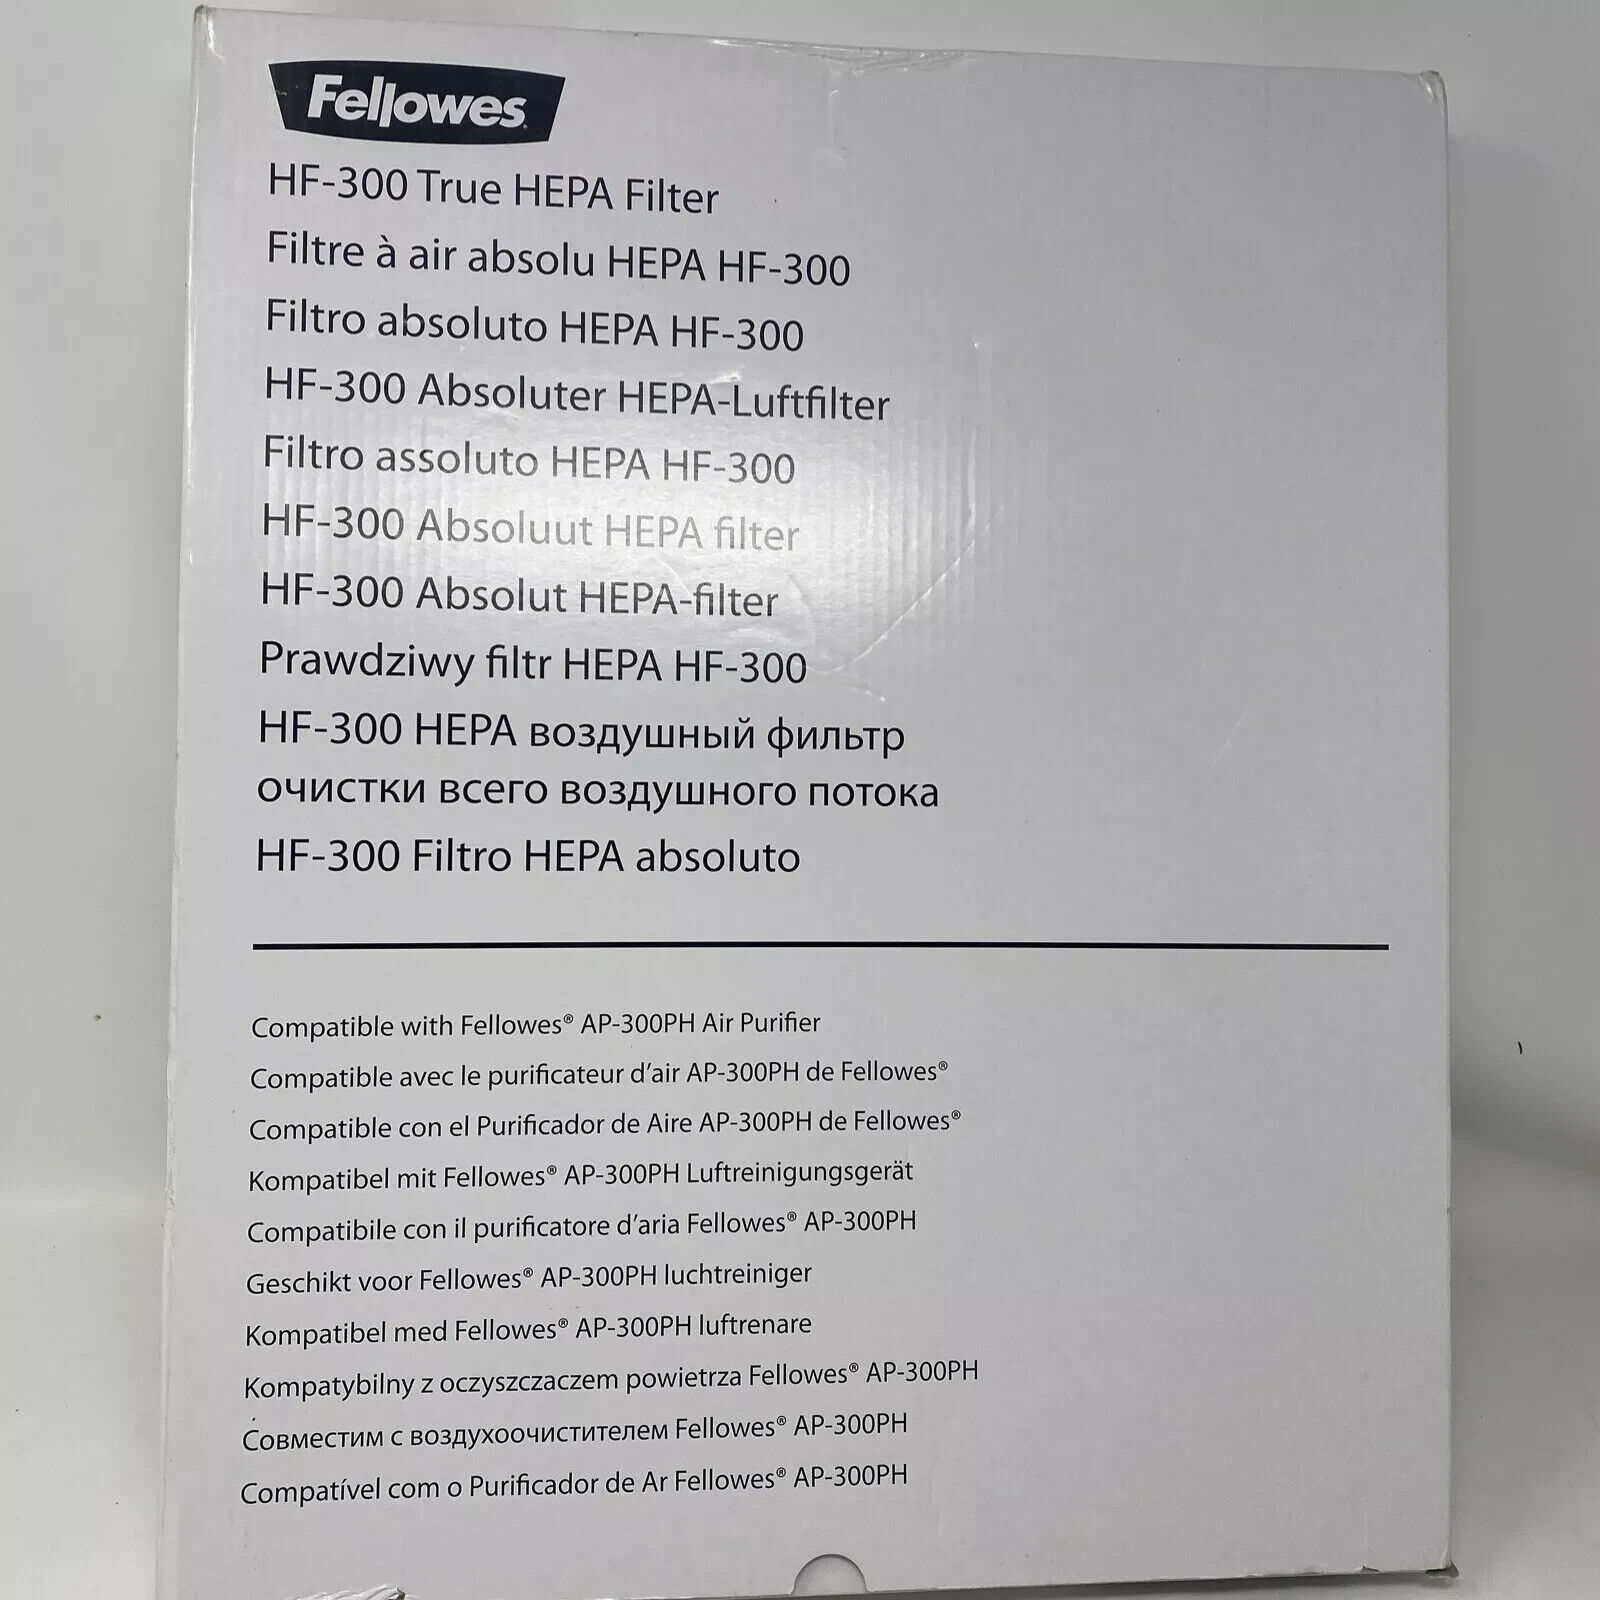 Fellowes
HF-300 True HEPA Filter
Filtre à air absolu HEPA HF-300
Filtro absoluto HEPA HF-300
HF-300 Absoluter HEPA-Luftfilter
Filtro assoluto HEPA HF-300
HF-300 Absoluut HEPA filter
HF-300 Absolut HEPA-filter
Prawdziwy filtr HEPA HF-300
HF-300 HEPA воздушный фильтр
очистки всего воздушного потока
HF-300 Filtro HEPA absoluto
Compatible with Fellowes® AP-300PH Air Purifier
Compatible avec le purificateur d’air AP-300PH de Fellowes®
Compatible con el Purificador de Aire AP-300PH de Fellowes®
Kompatibel mit Fellowes® AP-300PH Luftreinigungsgerät
Compatibile con il purificatore d’aria Fellowes® AP-300PH
Geschikt voor Fellowes® AP-300PH luchtreiniger
Kompatibel med Fellowes® AP-300PH luftrenare
Kompatybilny z oczyszczaczem powietrza Fellowes® AP-300PH
Совместим с воздухоочистителем Fellowes® AP-300PH
Compatível com o Purificador de Ar Fellowes® AP-300PH